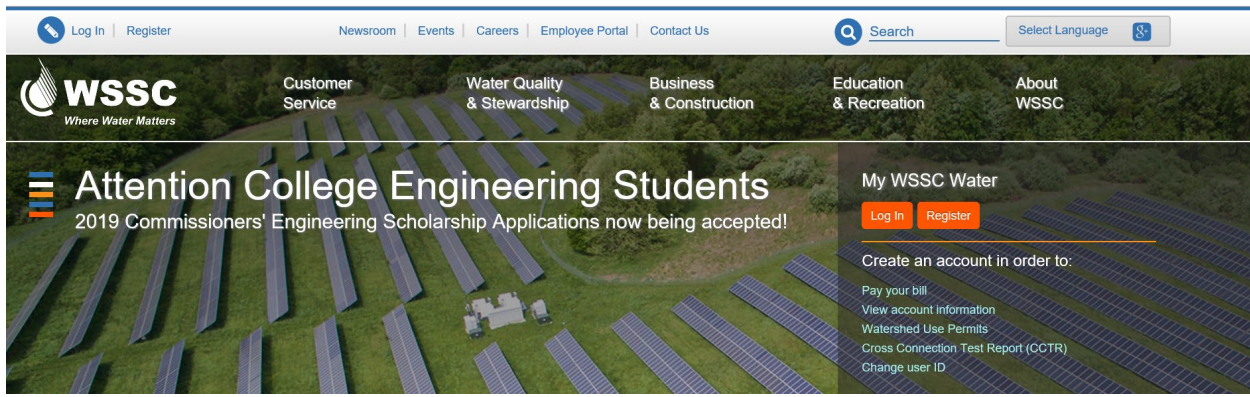 Log In | Register
Newsroom | Events | Careers | Employee Portal | Contact Us
Search
Select Language
8+
WSSC
Where Water Matters
Customer
Service
Water Quality
& Stewardship
Business
& Construction
Education
& Recreation
About
WSSC
Attention College Engineering Students
2019 Commissioners' Engineering Scholarship Applications now being accepted!
My WSSC Water
Log In
Register
Create an account in order to:
Pay your bill
View account information
Watershed Use Permits
Cross Connection Test Report (CCTR)
Change user ID